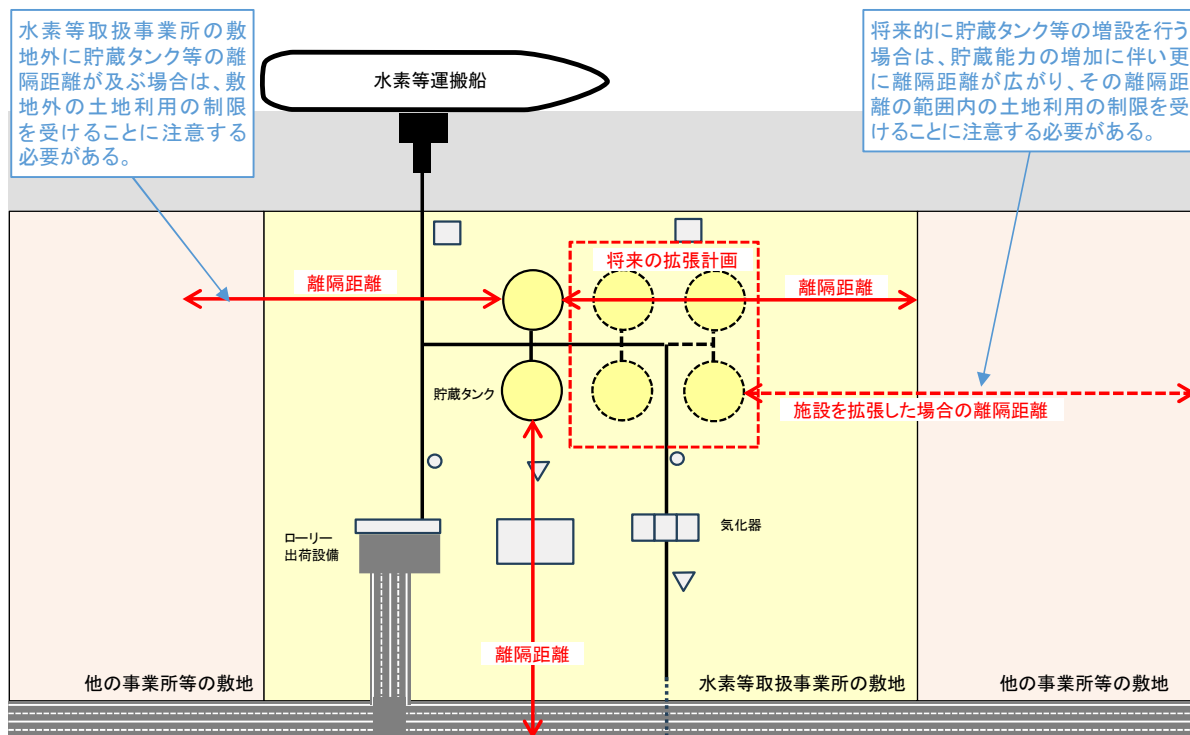 水素等取扱事業所の敷
地外に貯蔵タンク等の離
隔距離が及ぶ場合は、敷
地外の土地利用の制限
を受けることに注意する
必要がある。
水素等運搬船
将来的に貯蔵タンク等の増設を行う
場合は、貯蔵能力の増加に伴い更
に離隔距離が広がり、その離隔距
離の範囲内の土地利用の制限を受
けることに注意する必要がある。
将来の拡張計画
離隔距離
離隔距離
貯蔵タンク
施設を拡張した場合の離隔距離
ローリー
出荷設備
気化器
離隔距離
他の事業所等の敷地
水素等取扱事業所の敷地
他の事業所等の敷地